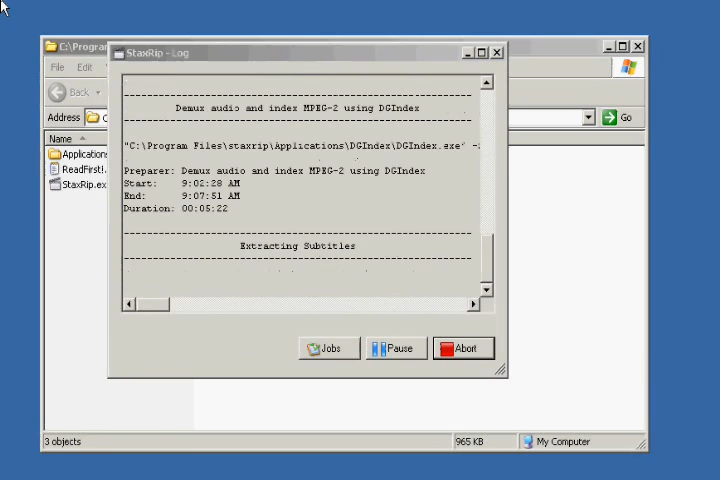 C:\Program
File Edit
Back
Address
Go
Name
Applications
ReadFirst!.
StaxRip.ex
3 objects
965 KB
My Computer
StaxRip - Log
--------------------------------------------------
Demux audio and index MPEG-2 using DGIndex
--------------------------------------------------
"C:\Program Files\staxrip\Applications\DGIndex\DGIndex.exe" -
Preparer: Demux audio and index MPEG-2 using DGIndex
Start: 9:02:28 AM
End: 9:07:51 AM
Duration: 00:05:22
--------------------------------------------------
Extracting Subtitles
--------------------------------------------------
Jobs
Pause
Abort